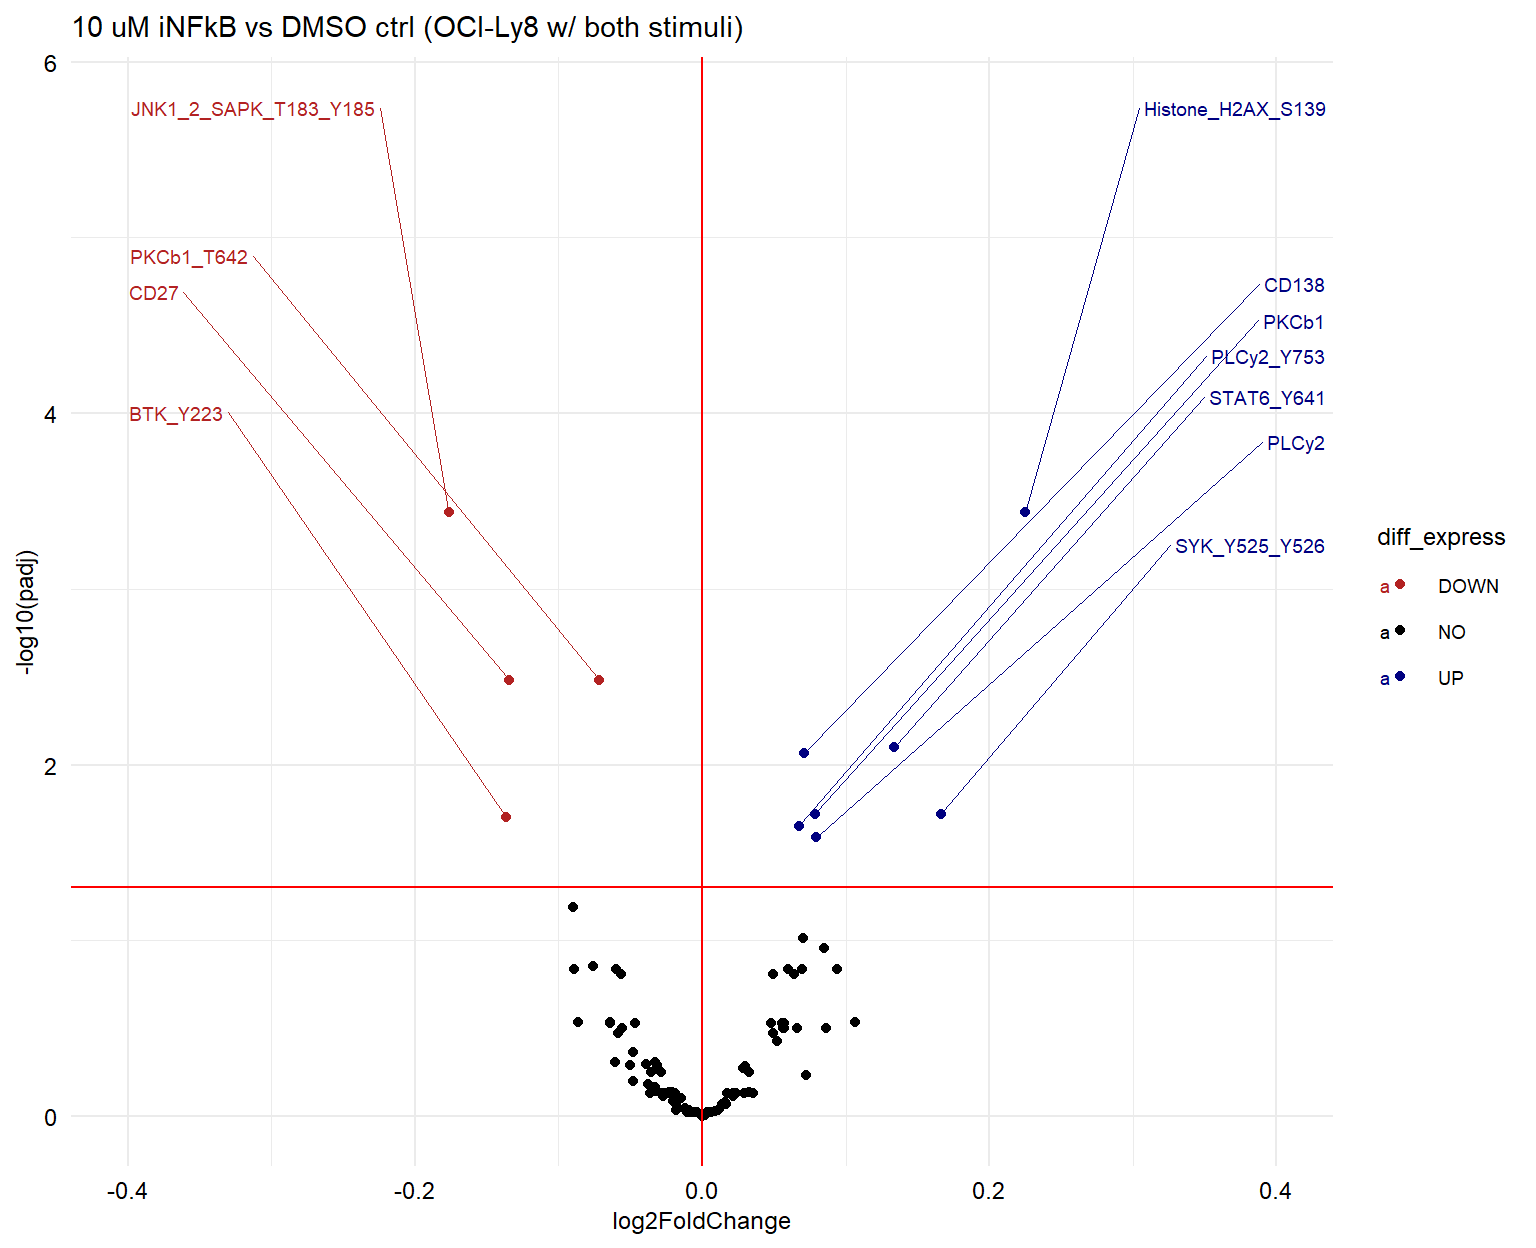 10 uM iNFkB vs DMSO ctrl (OCI-Ly8 w/ both stimuli)
6
JNK1_2_SAPK_T183_Y185
Histone_H2AX_S139
PKCb1_T642
CD27
CD138
PKCb1
PLCy2_Y753
4
BTK_Y223
STAT6_Y641
PLCy2
SYK_Y525_Y526
diff_express
a DOWN
a NO
a UP
-log10(padj)
2
0
-0.4
-0.2
0.0
0.2
0.4
log2FoldChange